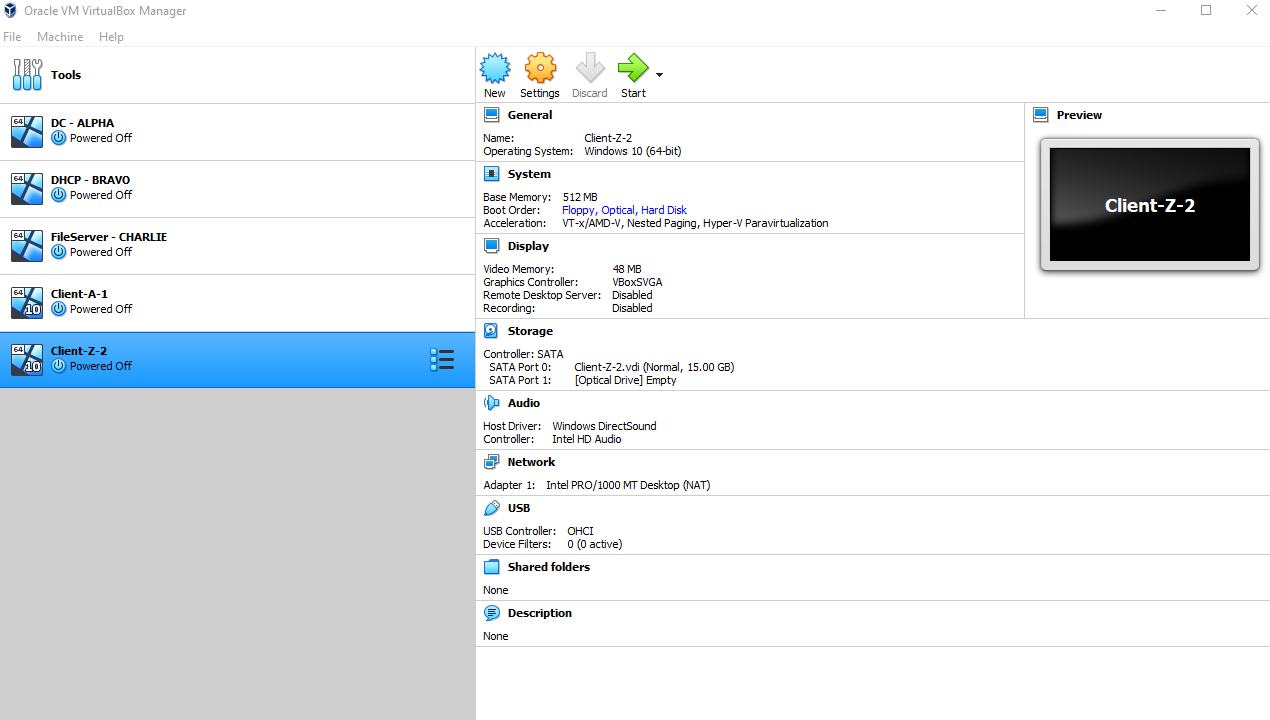 Oracle VM VirtualBox Manager
File Machine Help
Tools
64
DC - ALPHA
Powered Off
64
DHCP - BRAVO
Powered Off
64
FileServer - CHARLIE
Powered Off
64
10
Client-A-1
Powered Off
64
10
Client-Z-2
Powered Off
New Settings Discard Start
General
Name: Client-Z-2
Operating System: Windows 10 (64-bit)
System
Base Memory: 512 MB
Boot Order: Floppy, Optical, Hard Disk
Acceleration: VT-x/AMD-V, Nested Paging, Hyper-V Paravirtualization
Display
Video Memory: 48 MB
Graphics Controller: VBoxSVGA
Remote Desktop Server: Disabled
Recording: Disabled
Preview
Client-Z-2
Storage
Controller: SATA
SATA Port 0: Client-Z-2.vdi (Normal, 15.00 GB)
SATA Port 1: [Optical Drive] Empty
Audio
Host Driver: Windows DirectSound
Controller: Intel HD Audio
Network
Adapter 1: Intel PRO/1000 MT Desktop (NAT)
USB
USB Controller: OHCI
Device Filters: 0 (0 active)
Shared folders
None
Description
None